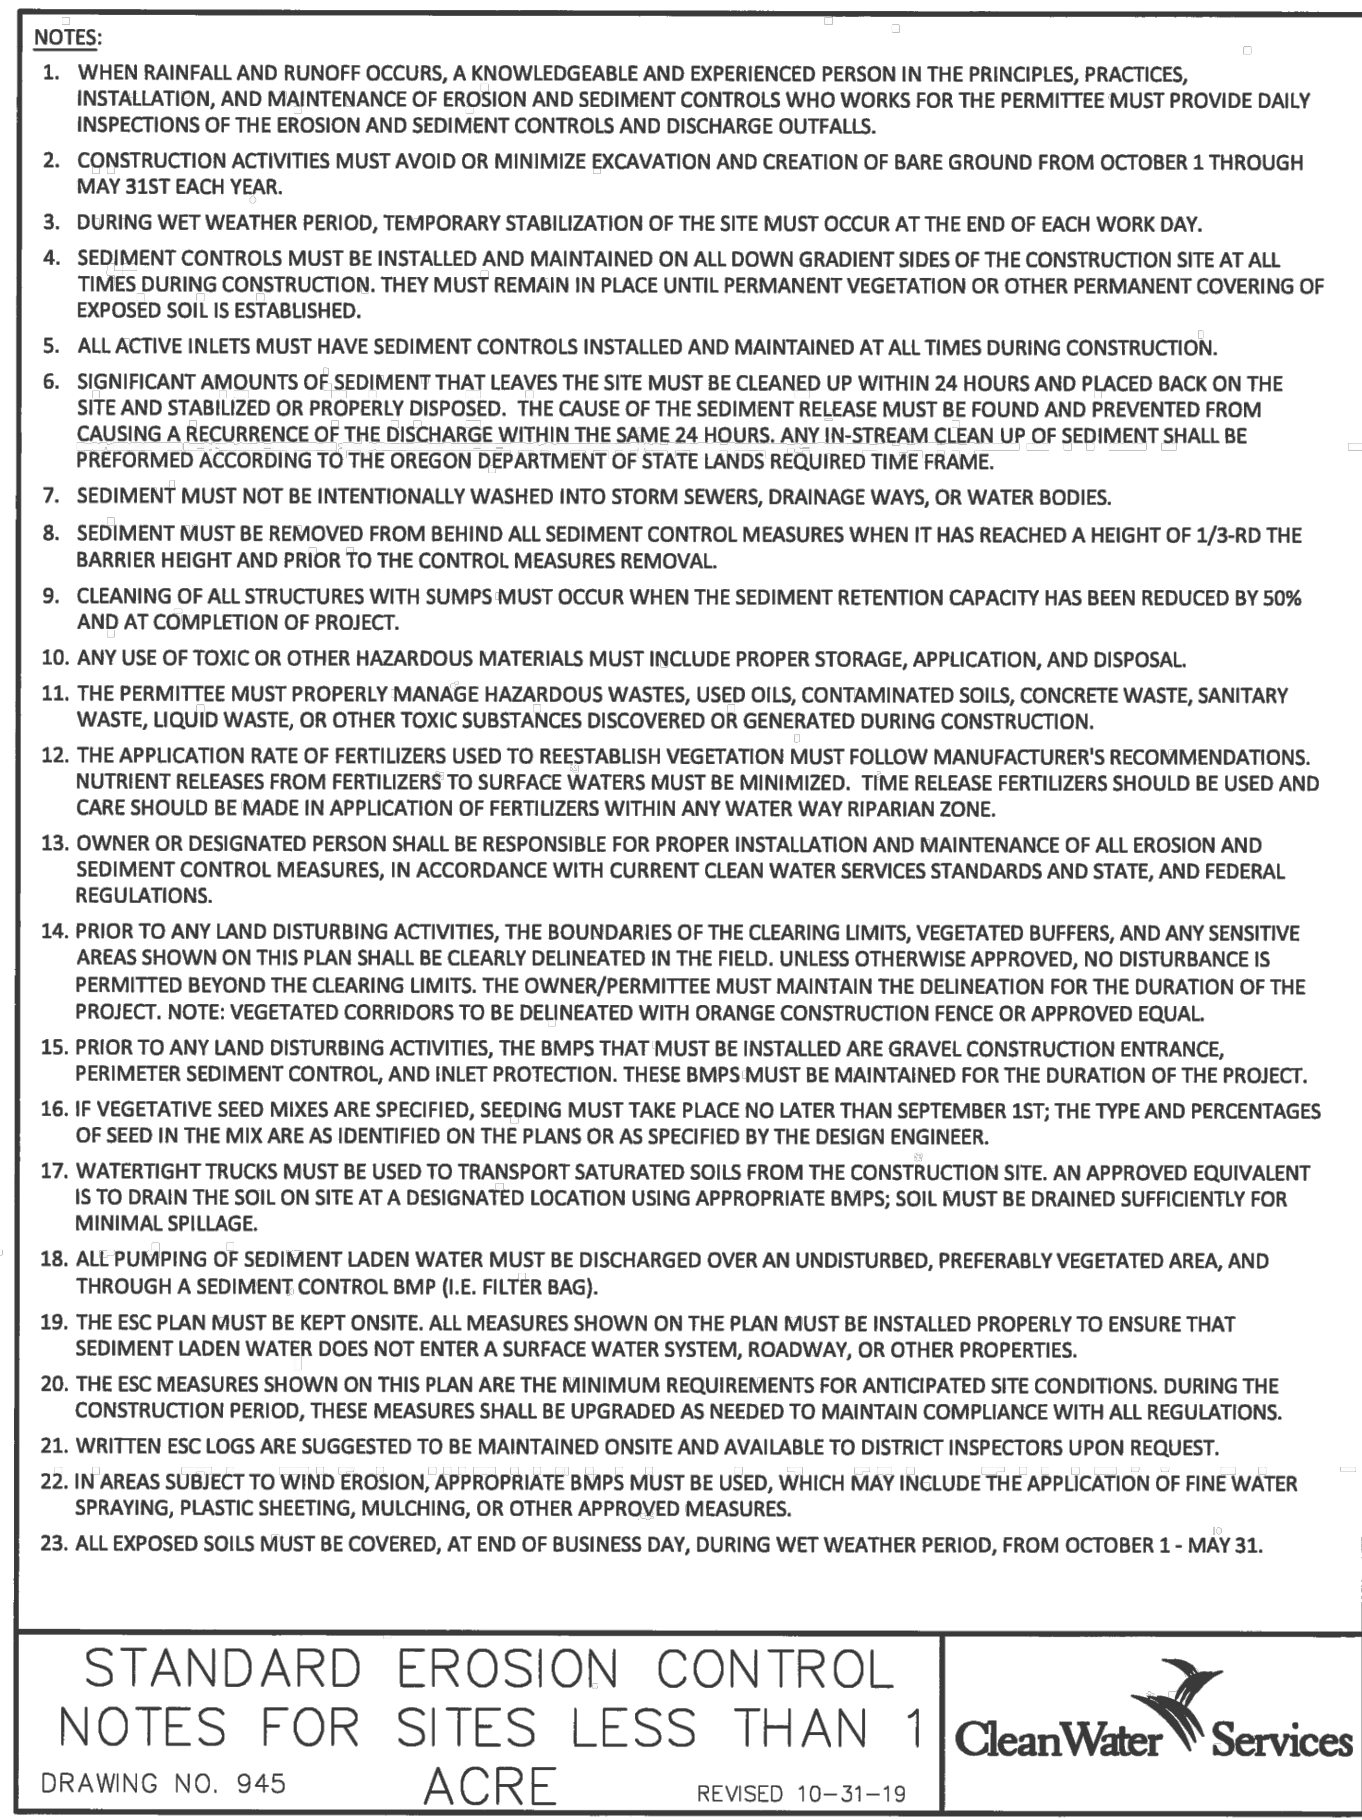 NOTES:
1. WHEN RAINFALL AND RUNOFF OCCURS, A KNOWLEDGEABLE AND EXPERIENCED PERSON IN THE PRINCIPLES, PRACTICES,
INSTALLATION, AND MAINTENANCE OF EROSION AND SEDIMENT CONTROLS WHO WORKS FOR THE PERMITTEE MUST PROVIDE DAILY
INSPECTIONS OF THE EROSION AND SEDIMENT CONTROLS AND DISCHARGE OUTFALLS.
2. CONSTRUCTION ACTIVITIES MUST AVOID OR MINIMIZE EXCAVATION AND CREATION OF BARE GROUND FROM OCTOBER 1 THROUGH
MAY 31ST EACH YEAR.
3. DURING WET WEATHER PERIOD, TEMPORARY STABILIZATION OF THE SITE MUST OCCUR AT THE END OF EACH WORK DAY.
4. SEDIMENT CONTROLS MUST BE INSTALLED AND MAINTAINED ON ALL DOWN GRADIENT SIDES OF THE CONSTRUCTION SITE AT ALL
TIMES DURING CONSTRUCTION. THEY MUST REMAIN IN PLACE UNTIL PERMANENT VEGETATION OR OTHER PERMANENT COVERING OF
EXPOSED SOIL IS ESTABLISHED.
5. ALL ACTIVE INLETS MUST HAVE SEDIMENT CONTROLS INSTALLED AND MAINTAINED AT ALL TIMES DURING CONSTRUCTION.
6. SIGNIFICANT AMOUNTS OF SEDIMENT THAT LEAVES THE SITE MUST BE CLEANED UP WITHIN 24 HOURS AND PLACED BACK ON THE
SITE AND STABILIZED OR PROPERLY DISPOSED. THE CAUSE OF THE SEDIMENT RELEASE MUST BE FOUND AND PREVENTED FROM
CAUSING A RECURRENCE OF THE DISCHARGE WITHIN THE SAME 24 HOURS. ANY IN-STREAM CLEAN UP OF SEDIMENT SHALL BE
PREFORMED ACCORDING TO THE OREGON DEPARTMENT OF STATE LANDS REQUIRED TIME FRAME.
7. SEDIMENT MUST NOT BE INTENTIONALLY WASHED INTO STORM SEWERS, DRAINAGE WAYS, OR WATER BODIES.
8. SEDIMENT MUST BE REMOVED FROM BEHIND ALL SEDIMENT CONTROL MEASURES WHEN IT HAS REACHED A HEIGHT OF 1/3-RD THE
BARRIER HEIGHT AND PRIOR TO THE CONTROL MEASURES REMOVAL.
9. CLEANING OF ALL STRUCTURES WITH SUMPS MUST OCCUR WHEN THE SEDIMENT RETENTION CAPACITY HAS BEEN REDUCED BY 50%
AND AT COMPLETION OF PROJECT.
10. ANY USE OF TOXIC OR OTHER HAZARDOUS MATERIALS MUST INCLUDE PROPER STORAGE, APPLICATION, AND DISPOSAL.
11. THE PERMITTEE MUST PROPERLY MANAGE HAZARDOUS WASTES, USED OILS, CONTAMINATED SOILS, CONCRETE WASTE, SANITARY
WASTE, LIQUID WASTE, OR OTHER TOXIC SUBSTANCES DISCOVERED OR GENERATED DURING CONSTRUCTION.
12. THE APPLICATION RATE OF FERTILIZERS USED TO REESTABLISH VEGETATION MUST FOLLOW MANUFACTURER'S RECOMMENDATIONS.
NUTRIENT RELEASES FROM FERTILIZERS TO SURFACE WATERS MUST BE MINIMIZED. TIME RELEASE FERTILIZERS SHOULD BE USED AND
CARE SHOULD BE MADE IN APPLICATION OF FERTILIZERS WITHIN ANY WATER WAY RIPARIAN ZONE.
13. OWNER OR DESIGNATED PERSON SHALL BE RESPONSIBLE FOR PROPER INSTALLATION AND MAINTENANCE OF ALL EROSION AND
SEDIMENT CONTROL MEASURES, IN ACCORDANCE WITH CURRENT CLEAN WATER SERVICES STANDARDS AND STATE, AND FEDERAL
REGULATIONS.
14. PRIOR TO ANY LAND DISTURBING ACTIVITIES, THE BOUNDARIES OF THE CLEARING LIMITS, VEGETATED BUFFERS, AND ANY SENSITIVE
AREAS SHOWN ON THIS PLAN SHALL BE CLEARLY DELINEATED IN THE FIELD. UNLESS OTHERWISE APPROVED, NO DISTURBANCE IS
PERMITTED BEYOND THE CLEARING LIMITS. THE OWNER/PERMITTEE MUST MAINTAIN THE DELINEATION FOR THE DURATION OF THE
PROJECT. NOTE: VEGETATED CORRIDORS TO BE DELINEATED WITH ORANGE CONSTRUCTION FENCE OR APPROVED EQUAL.
15. PRIOR TO ANY LAND DISTURBING ACTIVITIES, THE BMPS THAT MUST BE INSTALLED ARE GRAVEL CONSTRUCTION ENTRANCE,
PERIMETER SEDIMENT CONTROL, AND INLET PROTECTION. THESE BMPS MUST BE MAINTAINED FOR THE DURATION OF THE PROJECT.
16. IF VEGETATIVE SEED MIXES ARE SPECIFIED, SEEDING MUST TAKE PLACE NO LATER THAN SEPTEMBER 1ST; THE TYPE AND PERCENTAGES
OF SEED IN THE MIX ARE AS IDENTIFIED ON THE PLANS OR AS SPECIFIED BY THE DESIGN ENGINEER.
17. WATERTIGHT TRUCKS MUST BE USED TO TRANSPORT SATURATED SOILS FROM THE CONSTRUCTION SITE. AN APPROVED EQUIVALENT
IS TO DRAIN THE SOIL ON SITE AT A DESIGNATED LOCATION USING APPROPRIATE BMPS; SOIL MUST BE DRAINED SUFFICIENTLY FOR
MINIMAL SPILLAGE.
18. ALL PUMPING OF SEDIMENT LADEN WATER MUST BE DISCHARGED OVER AN UNDISTURBED, PREFERABLY VEGETATED AREA, AND
THROUGH A SEDIMENT CONTROL BMP (I.E. FILTER BAG).
19. THE ESC PLAN MUST BE KEPT ONSITE. ALL MEASURES SHOWN ON THE PLAN MUST BE INSTALLED PROPERLY TO ENSURE THAT
SEDIMENT LADEN WATER DOES NOT ENTER A SURFACE WATER SYSTEM, ROADWAY, OR OTHER PROPERTIES.
20. THE ESC MEASURES SHOWN ON THIS PLAN ARE THE MINIMUM REQUIREMENTS FOR ANTICIPATED SITE CONDITIONS. DURING THE
CONSTRUCTION PERIOD, THESE MEASURES SHALL BE UPGRADED AS NEEDED TO MAINTAIN COMPLIANCE WITH ALL REGULATIONS.
21. WRITTEN ESC LOGS ARE SUGGESTED TO BE MAINTAINED ONSITE AND AVAILABLE TO DISTRICT INSPECTORS UPON REQUEST.
22. IN AREAS SUBJECT TO WIND EROSION, APPROPRIATE BMPS MUST BE USED, WHICH MAY INCLUDE THE APPLICATION OF FINE WATER
SPRAYING, PLASTIC SHEETING, MULCHING, OR OTHER APPROVED MEASURES.
23. ALL EXPOSED SOILS MUST BE COVERED, AT END OF BUSINESS DAY, DURING WET WEATHER PERIOD, FROM OCTOBER 1 - MAY 31.
STANDARD EROSION CONTROL
NOTES FOR SITES LESS THAN 1
ACRE
DRAWING NO. 945
REVISED 10-31-19
CleanWater Services